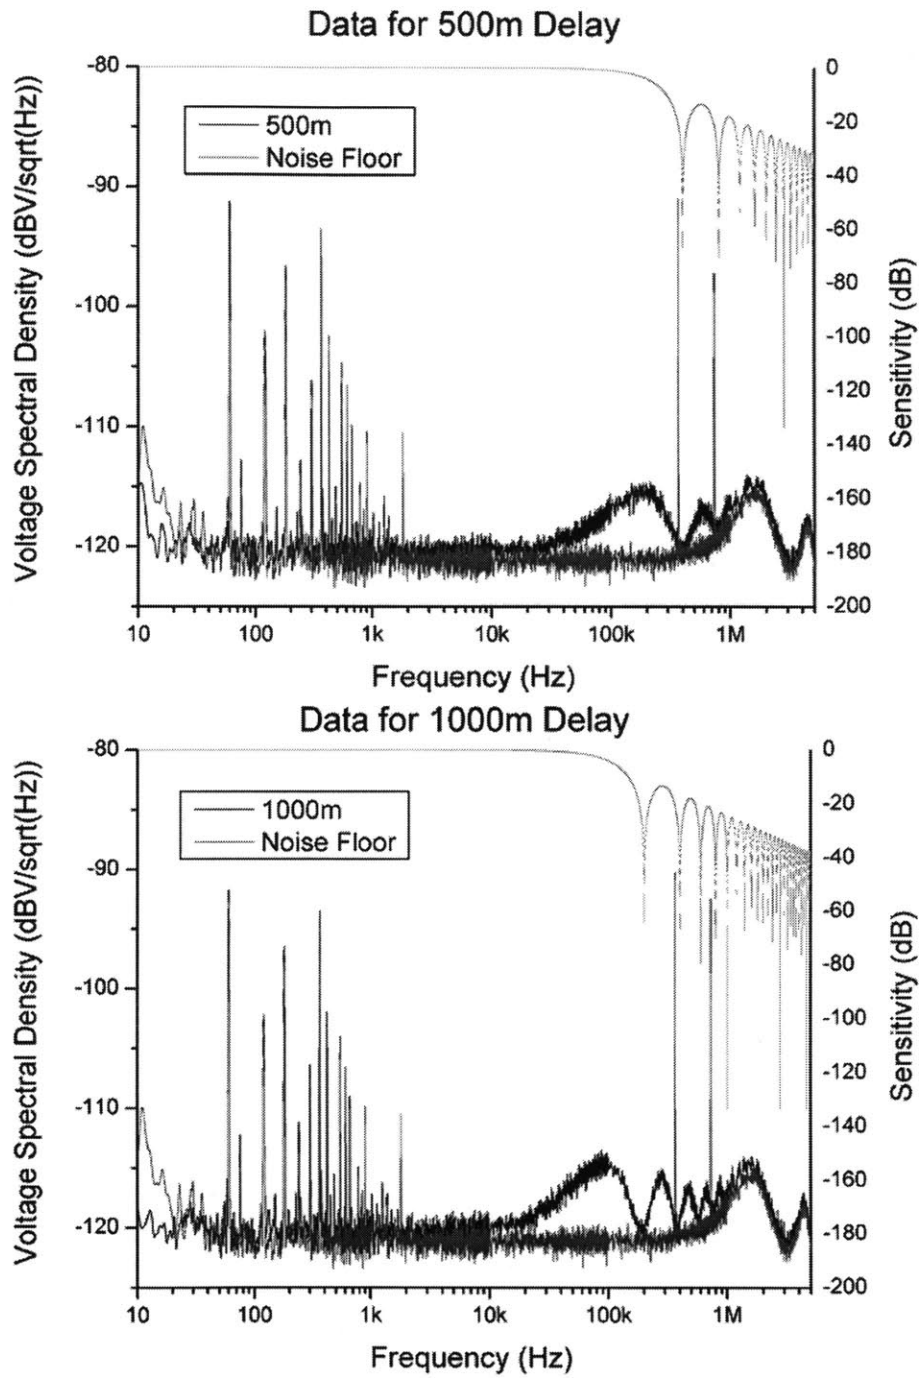 Data for 500m Delay
Voltage Spectral Density (dBV/sqrt(Hz))
-80
-90
-100
-110
-120
500m
Noise Floor
0
-20
-40
-60
-80
-100
-120
-140
-160
-180
-200
Sensitivity (dB)
10
100
1k
10k
100k
1M
Frequency (Hz)
Data for 1000m Delay
Voltage Spectral Density (dBV/sqrt(Hz))
-80
-90
-100
-110
-120
1000m
Noise Floor
0
-20
-40
-60
-80
-100
-120
-140
-160
-180
-200
Sensitivity (dB)
10
100
1k
10k
100k
1M
Frequency (Hz)